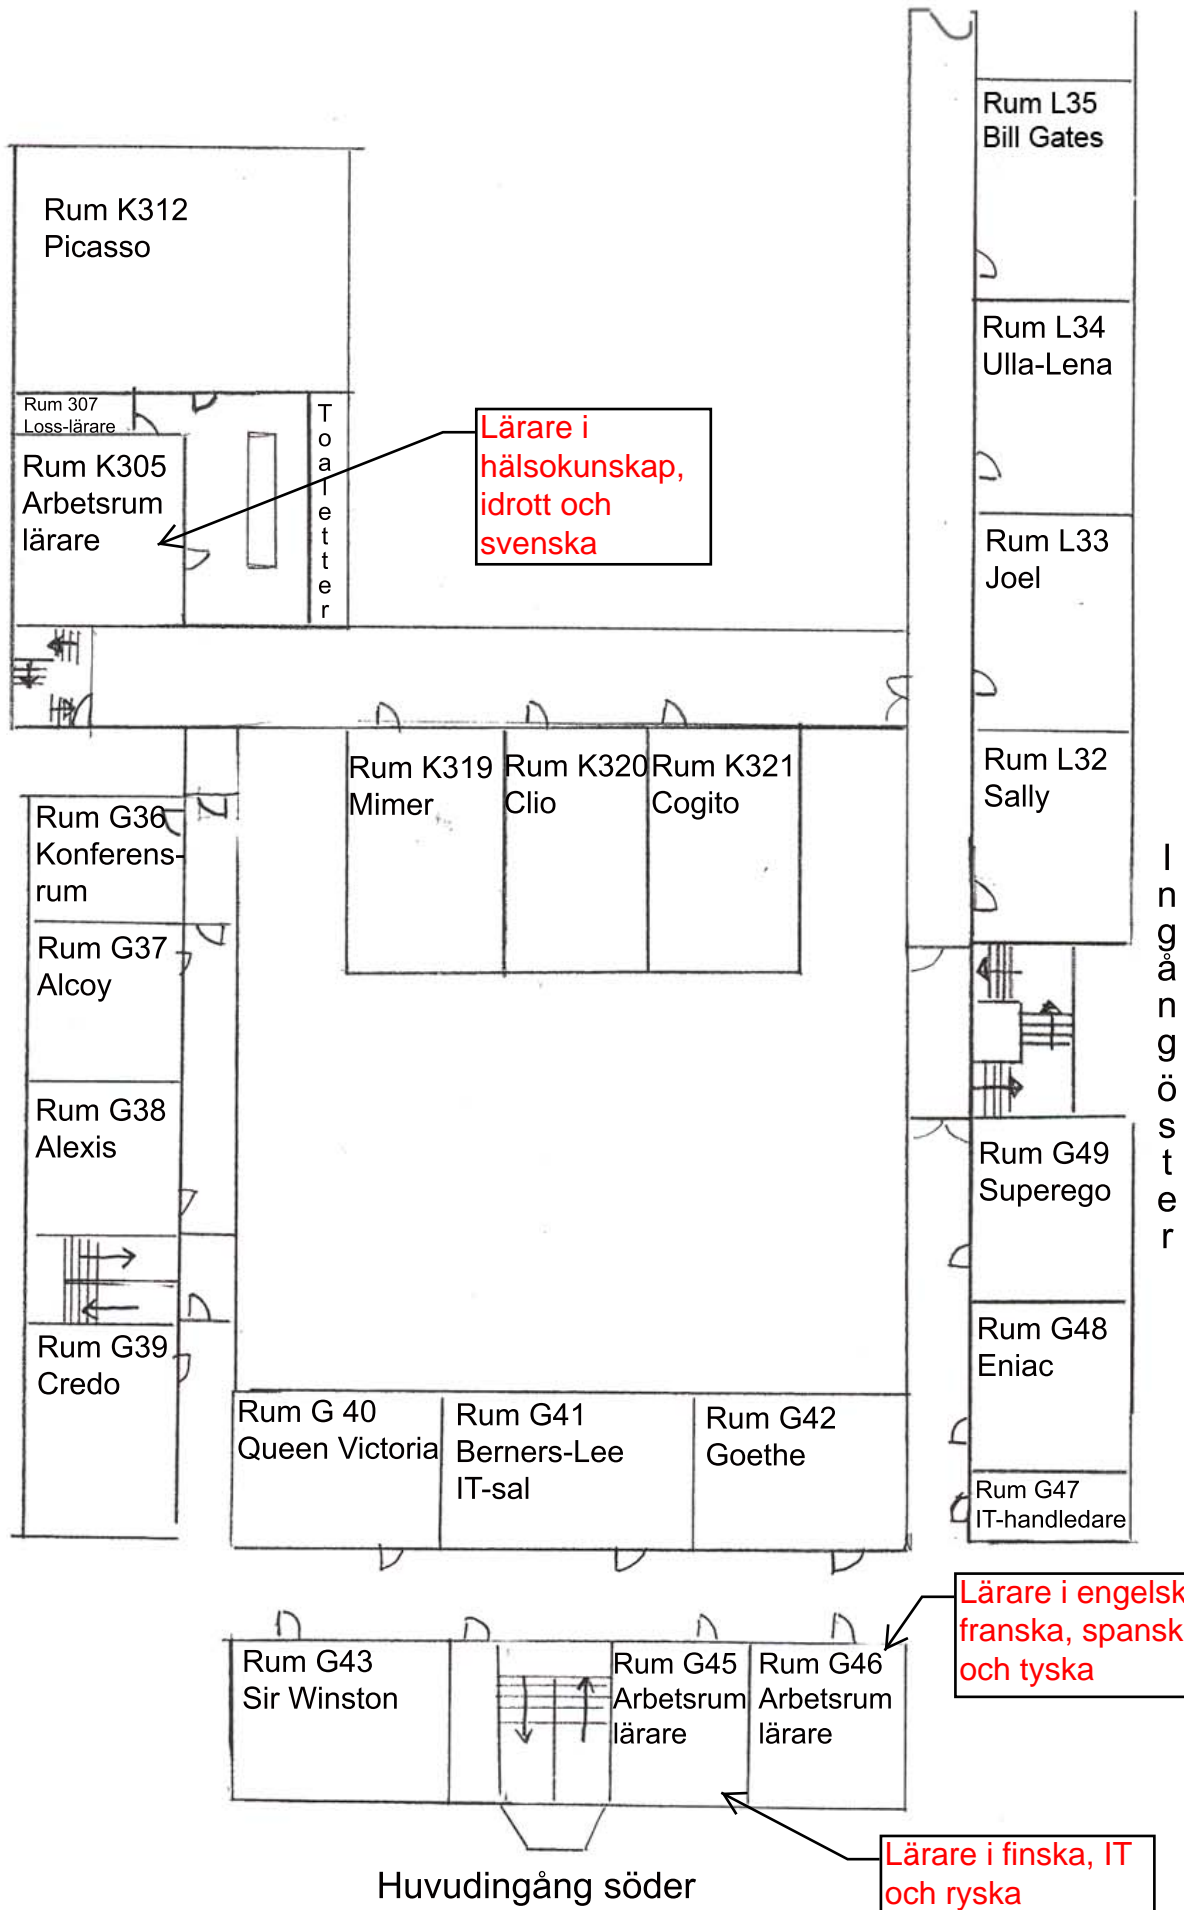 Rum L35
Bill Gates
Rum K312
Picasso
Rum L34
Ulla-Lena
Rum 307
Loss-lärare
Toaletter
Lärare i
hälsokunskap,
idrott och
svenska
Rum K305
Arbetsrum
lärare
Rum L33
Joel
Rum K319
Mimer
Rum K320
Clio
Rum K321
Cogito
Rum L32
Sally
Rum G36
Konferens-
rum
Ingång öster
Rum G37
Alcoy
Rum G38
Alexis
Rum G49
Superego
Rum G39
Credo
Rum G48
Eniac
Rum G 40
Queen Victoria
Rum G41
Berners-Lee
IT-sal
Rum G42
Goethe
Rum G47
IT-handledare
Lärare i engelsk
franska, spansk
och tyska
Rum G43
Sir Winston
Rum G45
Arbetsrum
lärare
Rum G46
Arbetsrum
lärare
Lärare i finska, IT
och ryska
Huvudingång söder